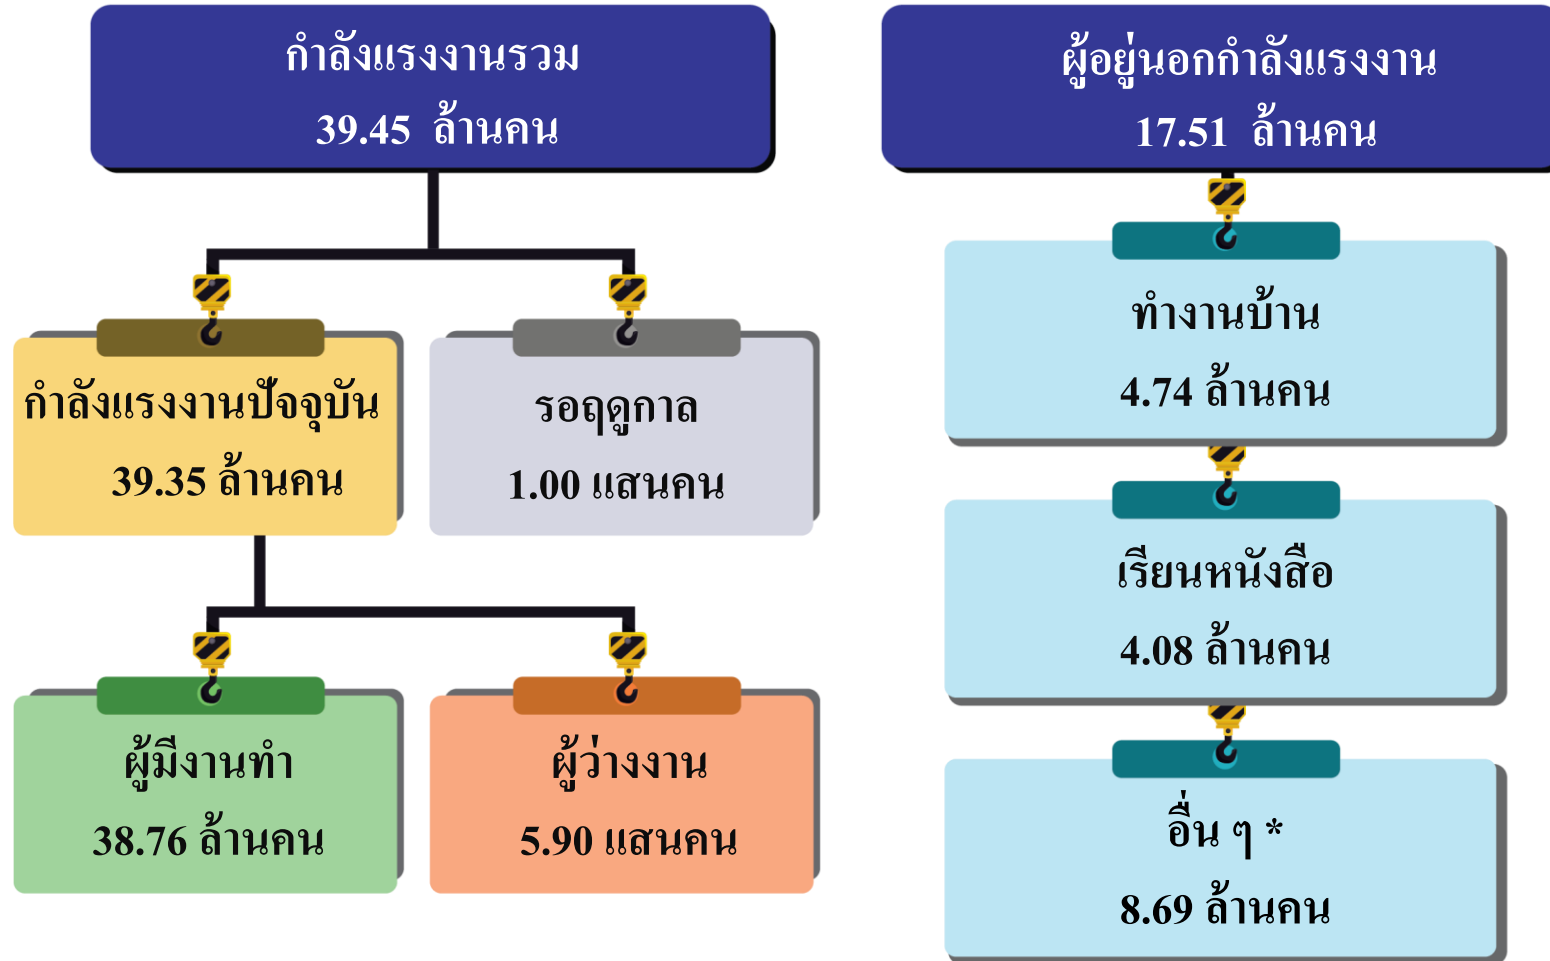 กำลังแรงงานรวม
39.45 ล้านคน
กำลังแรงงานปัจจุบัน
39.35 ล้านคน
รอฤดูกาล
1.00 แสนคน
ผู้มีงานทำ
38.76 ล้านคน
ผู้ว่างงาน
5.90 แสนคน
ผู้อยู่นอกกำลังแรงงาน
17.51 ล้านคน
ทำงานบ้าน
4.74 ล้านคน
เรียนหนังสือ
4.08 ล้านคน
อื่น ๆ *
8.69 ล้านคน